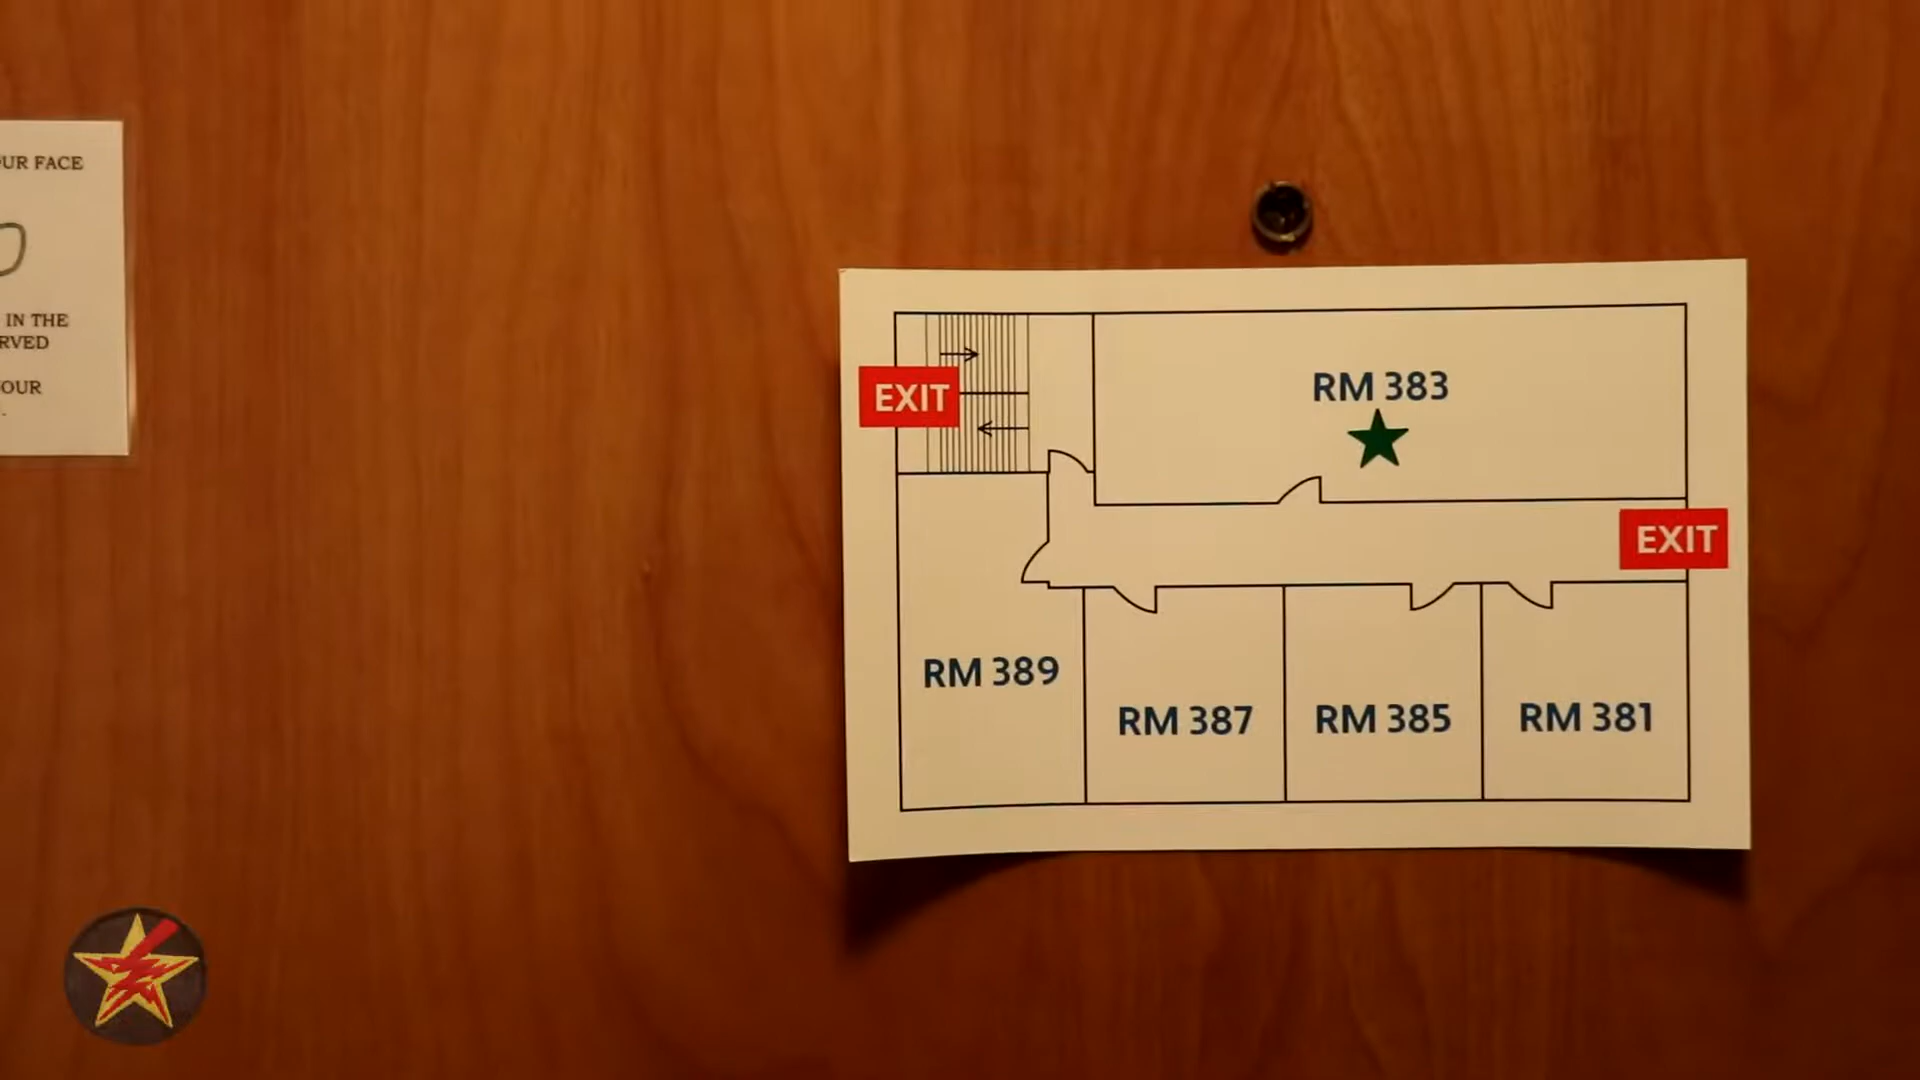 UR FACE
IN THE
RVED
OUR
EXIT
RM 383
EXIT
RM 389
RM 387
RM 385
RM 381